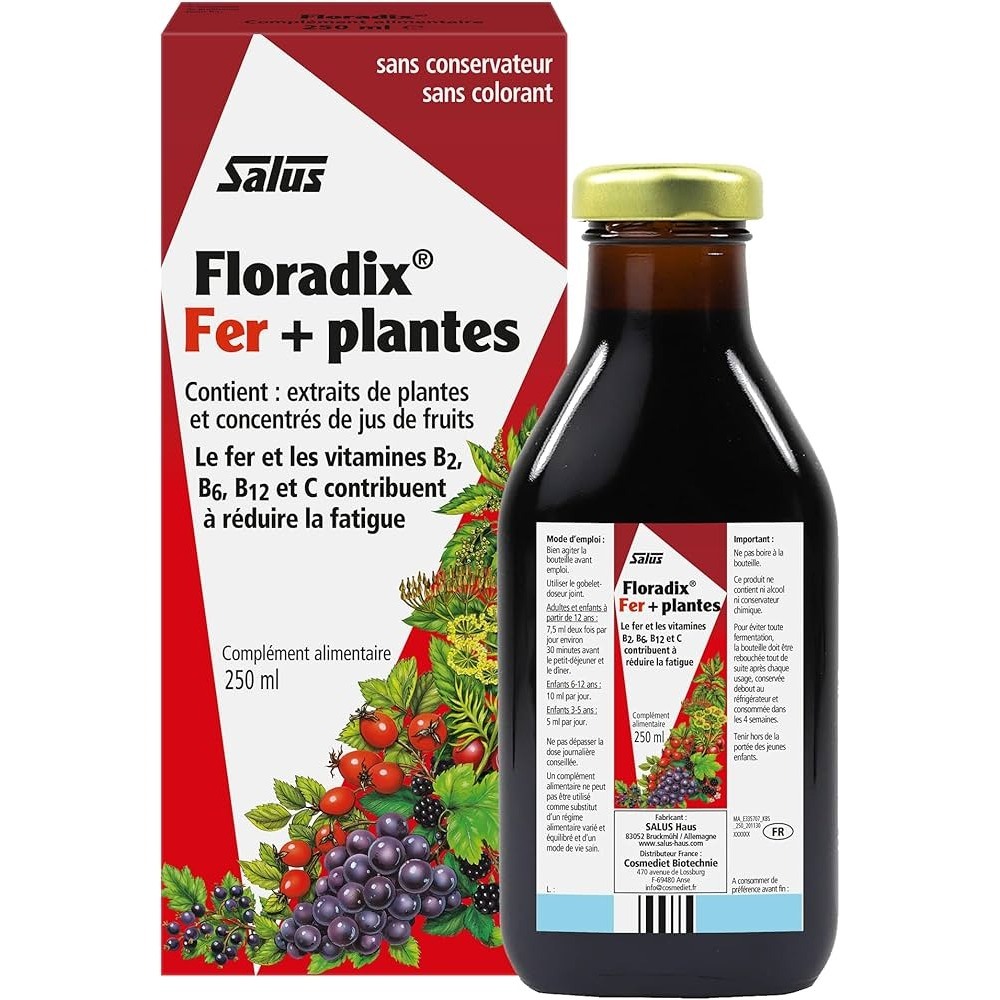 Floradix®
Complément alimentaire
250 ml e
sans conservateur
sans colorant
Salus
Floradix®
Fer + plantes
Contient : extraits de plantes
et concentrés de jus de fruits
Le fer et les vitamines B2,
B6, B12 et C contribuent
à réduire la fatigue
Complément alimentaire
250 ml
Mode d'emploi :
Bien agiter la
bouteille avant
emploi.
Utiliser le gobelet-
doseur joint.
Adultes et enfants à
partir de 12 ans :
7,5 ml deux fois par
jour environ
30 minutes avant
le petit-déjeuner et
le dîner.
Enfants 6-12 ans :
10 ml par jour.
Enfants 3-5 ans :
5 ml par jour.
Ne pas dépasser la
dose journalière
conseillée.
Un complément
alimentaire ne peut
pas être utilisé
comme substitut
d'un régime
alimentaire varié et
équilibré et d'un
mode de vie sain.
L :
Salus
Floradix®
Fer + plantes
Le fer et les vitamines
B2, B6, B12 et C
contribuent à
réduire la fatigue
Complément
alimentaire
250 ml
Fabricant :
SALUS Haus
83052 Bruckmühl / Allemagne
www.salus-haus.com
Distributeur France :
Cosmediet Biotechnie
470 avenue de Lossburg
F-69480 Anse
info@cosmediet.fr
Important :
Ne pas boire à la
bouteille.
Ce produit ne
contient ni alcool
ni conservateur
chimique.
Pour éviter toute
fermentation,
la bouteille doit être
rebouchée tout de
suite après chaque
usage, conservée
debout au
réfrigérateur et
consommée dans
les 4 semaines.
Tenir hors de la
portée des jeunes
enfants.
MA_E335707_KBS
_250_201130
XXXXXX
FR
A consommer de
préférence avant fin :